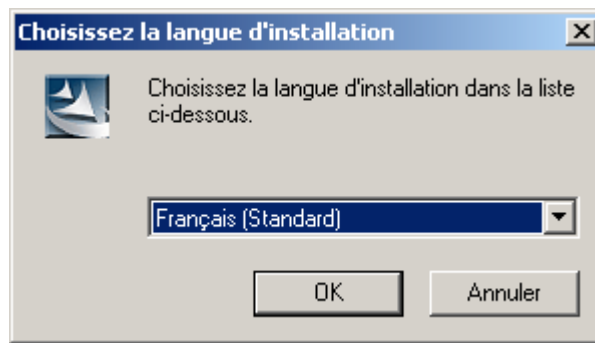 Choisissez la langue d'installation
Choisissez la langue d'installation dans la liste
ci-dessous.
Français (Standard)
OK
Annuler